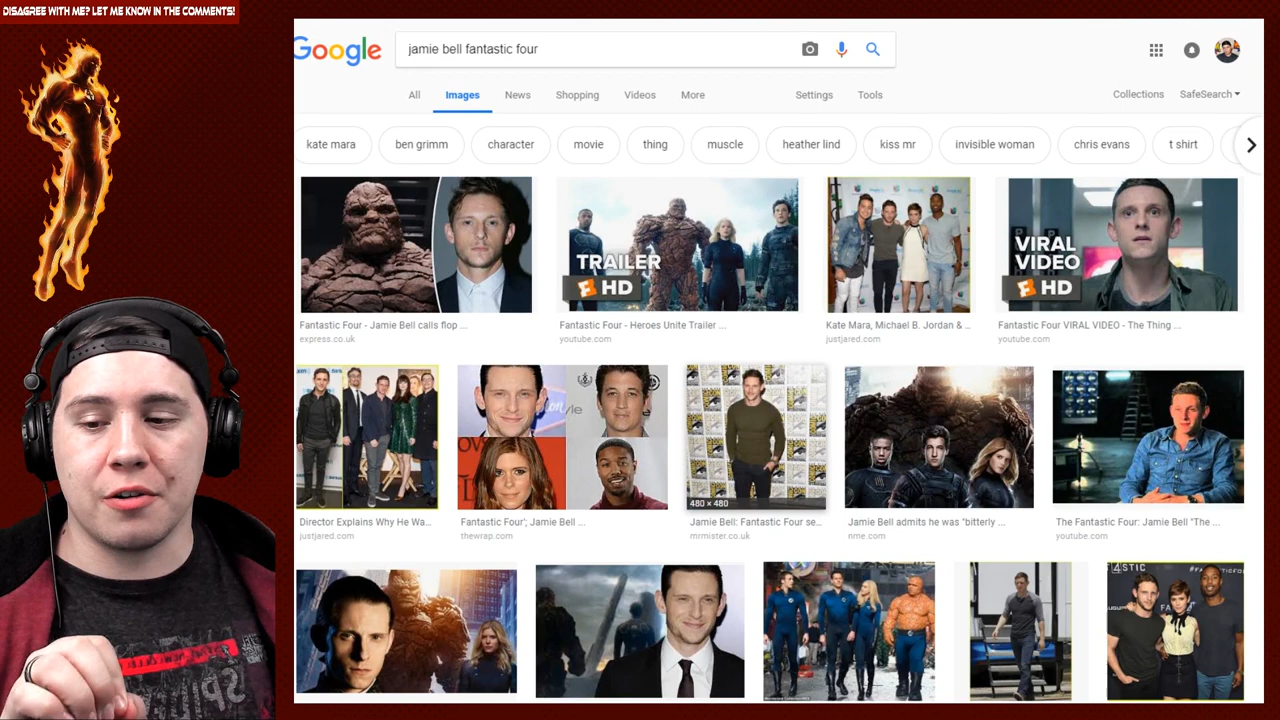 DISAGREE WITH ME? LET ME KNOW IN THE COMMENTS!
Google
jamie bell fantastic four
All Images News Shopping Videos More Settings Tools Collections SafeSearch
kate mara ben grimm character movie thing muscle heather lind kiss mr invisible woman chris evans t shirt
TRAILER
HD
VIRAL
VIDEO
HD
Fantastic Four - Jamie Bell calls flop ...
express.co.uk
Fantastic Four - Heroes Unite Trailer ...
youtube.com
Kate Mara, Michael B. Jordan & ...
justjared.com
Fantastic Four VIRAL VIDEO - The Thing ...
youtube.com
480 × 480
Director Explains Why He Wa...
justjared.com
Fantastic Four'; Jamie Bell ...
thewrap.com
Jamie Bell: Fantastic Four se...
mrmister.co.uk
Jamie Bell admits he was "bitterly ...
nme.com
The Fantastic Four: Jamie Bell "The ...
youtube.com